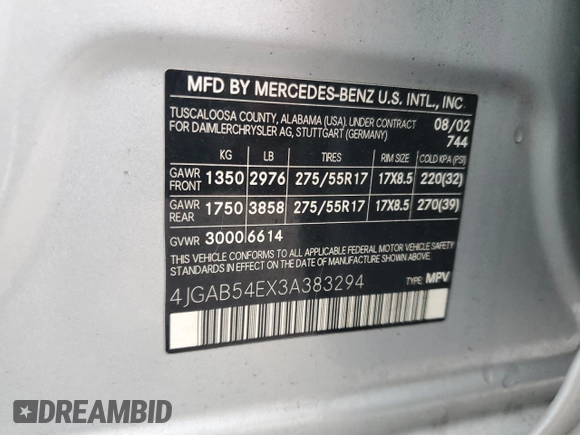 MFD BY MERCEDES-BENZ U.S. INTL., INC.
TUSCALOOSA COUNTY, ALABAMA (USA). UNDER CONTRACT 08/02
FOR DAIMLERCHRYSLER AG, STUTTGART (GERMANY) 744
KG LB TIRES RIM SIZE COLD KPA (PSI)
GAWR FRONT 1350 2976 275/55R17 17X8.5 220(32)
GAWR REAR 1750 3858 275/55R17 17X8.5 270(39)
GVWR 3000 6614
THIS VEHICLE CONFORMS TO ALL APPLICABLE FEDERAL MOTOR VEHICLE SAFETY
STANDARDS IN EFFECT ON THE DATE OF MANUFACTURE SHOWN ABOVE.
4JGAB54EX3A383294 TYPE: MPV
DREAMBID